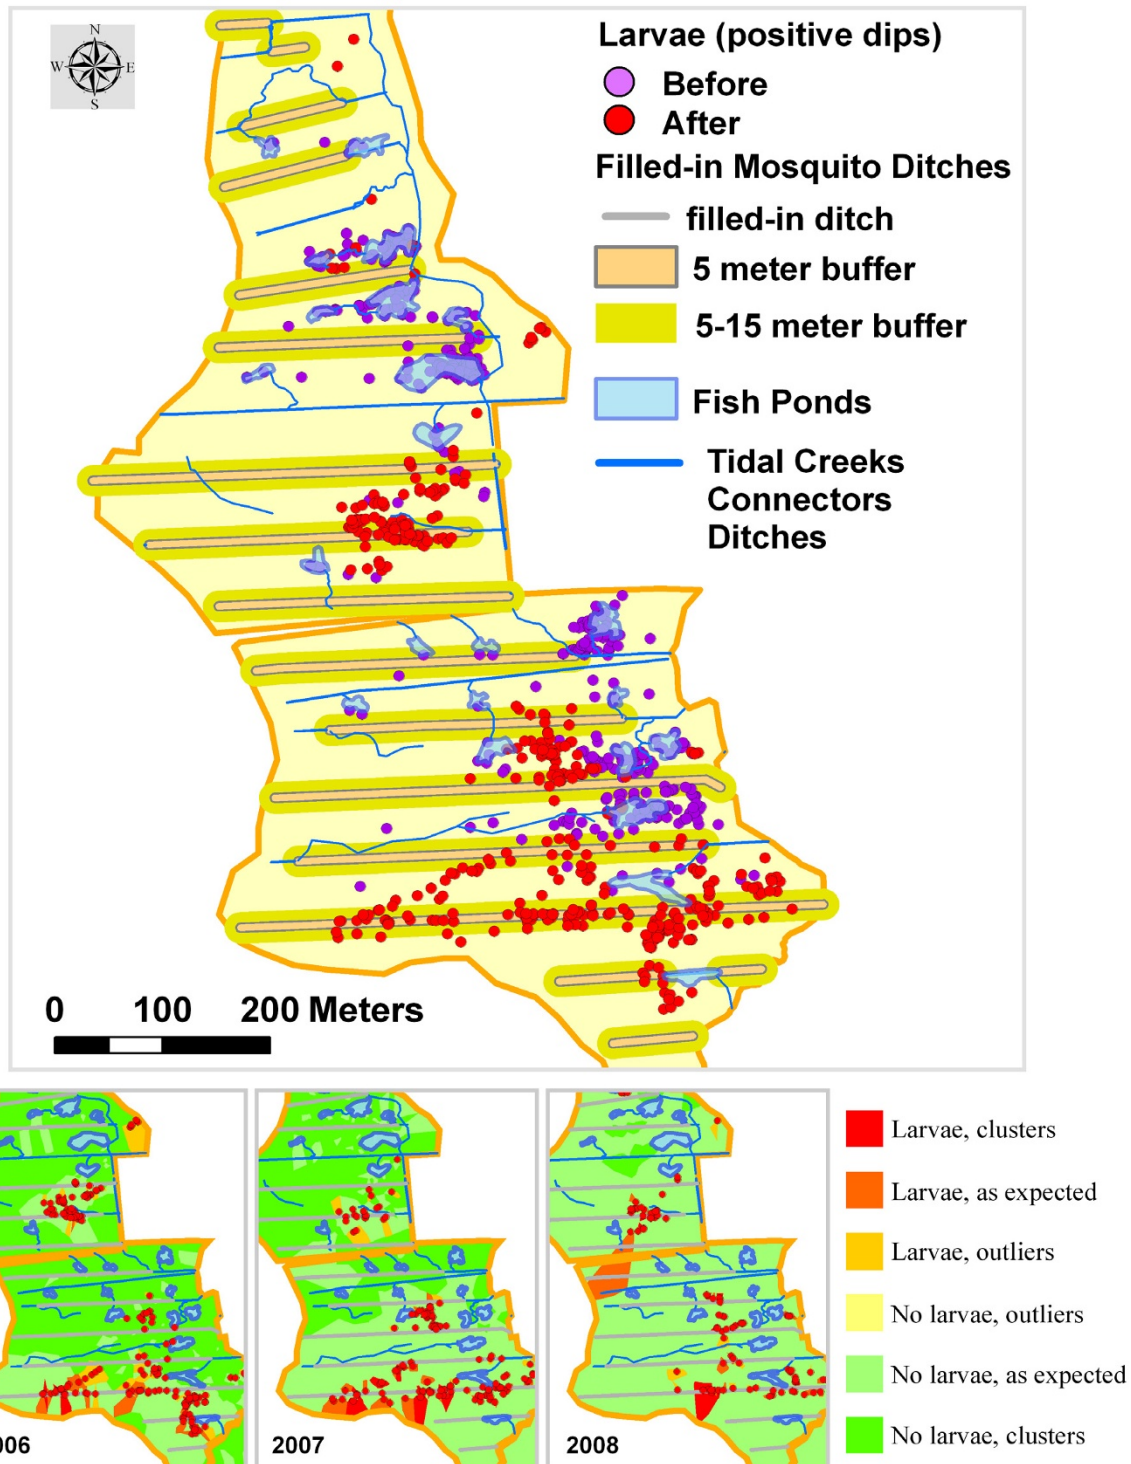 N
W E
S
Larvae (positive dips)
Before
After
Filled-in Mosquito Ditches
filled-in ditch
5 meter buffer
5-15 meter buffer
Fish Ponds
Tidal Creeks
Connectors
Ditches
0 100 200 Meters
Larvae, clusters
Larvae, as expected
Larvae, outliers
No larvae, outliers
No larvae, as expected
No larvae, clusters
06 2007 2008